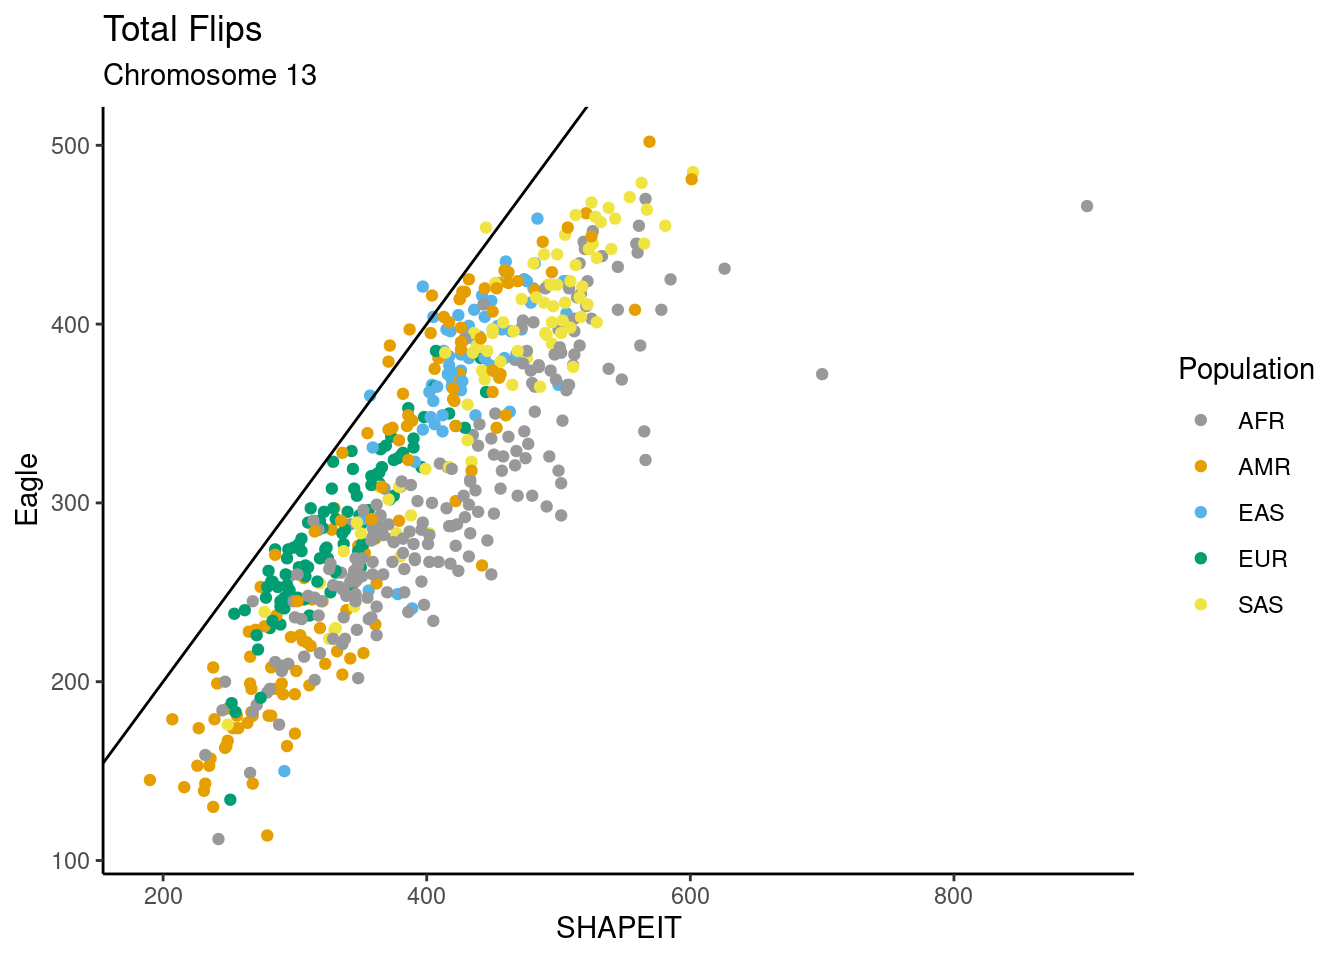 Total Flips
Chromosome 13
500
400
300
200
100
Eagle
200
400
600
800
SHAPEIT
Population
AFR
AMR
EAS
EUR
SAS